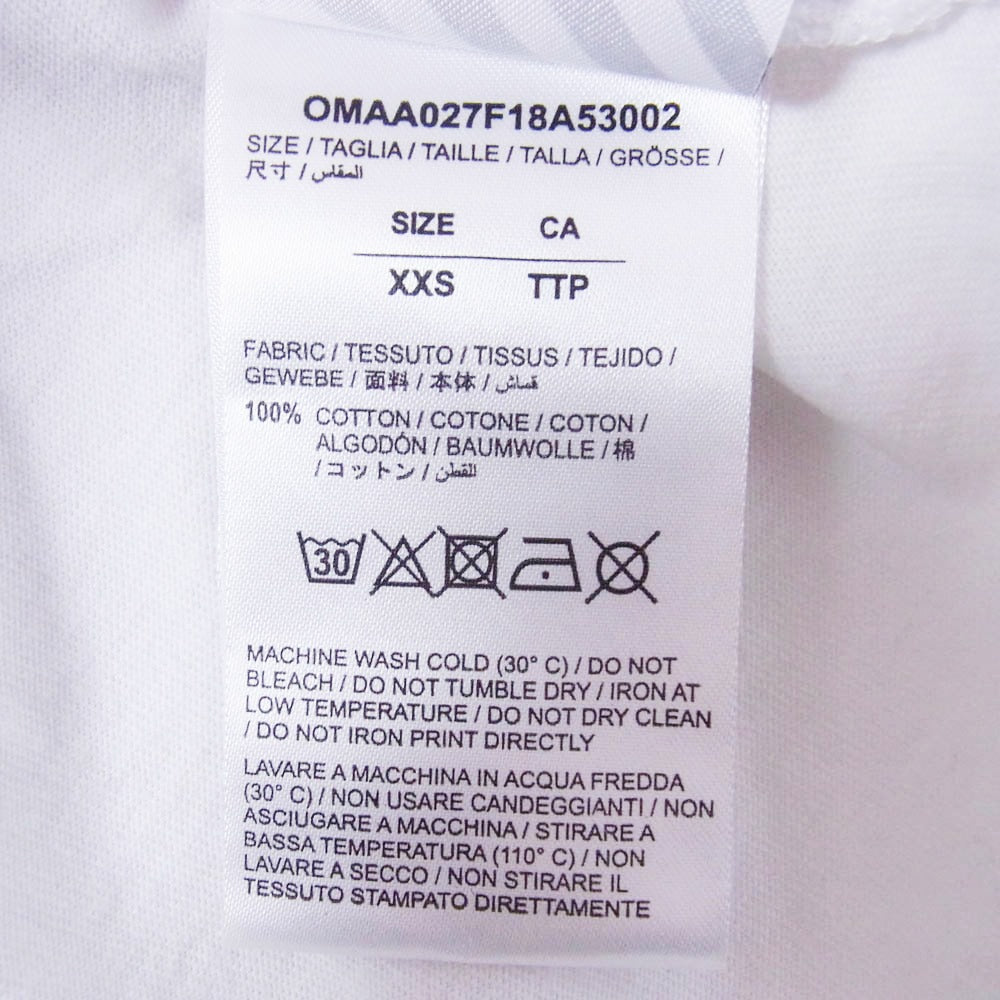 OMAA027F18A53002
SIZE / TAGLIA / TAILLE / TALLA / GRÖSSE /
尺寸 / المقاس
SIZE CA
XXS TTP
FABRIC / TESSUTO / TISSUS / TEJIDO /
GEWEBE / 面料 / 本体 / قماش
100% COTTON / COTONE / COTON /
ALGODÓN / BAUMWOLLE / 棉
/ コットン / القطن
30
MACHINE WASH COLD (30° C) / DO NOT
BLEACH / DO NOT TUMBLE DRY / IRON AT
LOW TEMPERATURE / DO NOT DRY CLEAN
/ DO NOT IRON PRINT DIRECTLY
LAVARE A MACCHINA IN ACQUA FREDDA
(30° C) / NON USARE CANDEGGIANTI / NON
ASCIUGARE A MACCHINA / STIRARE A
BASSA TEMPERATURA (110° C) / NON
LAVARE A SECCO / NON STIRARE IL
TESSUTO STAMPATO DIRETTAMENTE